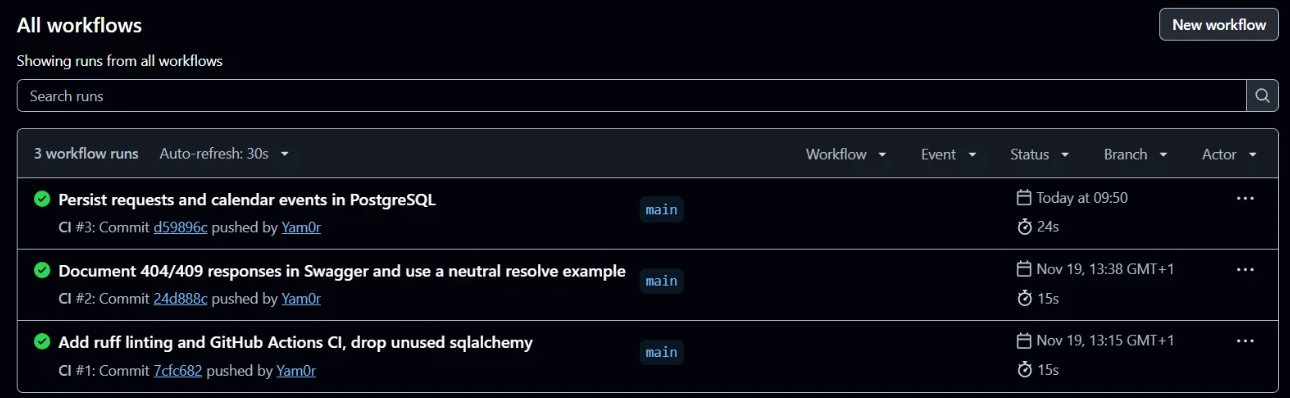 All workflows
New workflow
Showing runs from all workflows
Search runs
3 workflow runs Auto-refresh: 30s Workflow Event Status Branch Actor
Persist requests and calendar events in PostgreSQL main Today at 09:50
CI #3: Commit d59896c pushed by Yam0r 24s
Document 404/409 responses in Swagger and use a neutral resolve example main Nov 19, 13:38 GMT+1
CI #2: Commit 24d888c pushed by Yam0r 15s
Add ruff linting and GitHub Actions CI, drop unused sqlalchemy main Nov 19, 13:15 GMT+1
CI #1: Commit 7cfc682 pushed by Yam0r 15s